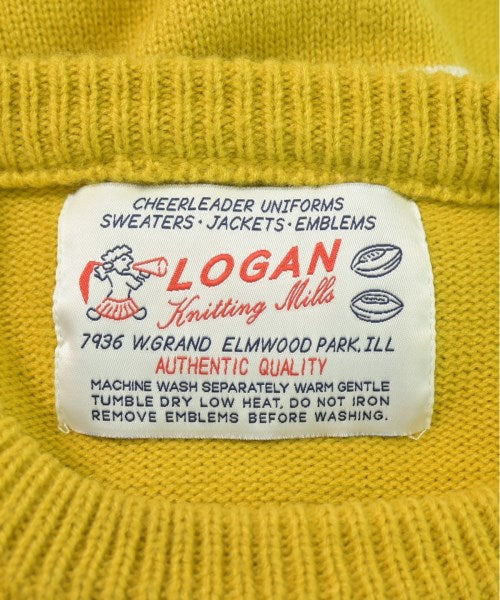 CHEERLEADER UNIFORMS
SWEATERS · JACKETS · EMBLEMS
LOGAN
Knitting Mills
7936 W. GRAND ELMWOOD PARK, ILL
AUTHENTIC QUALITY
MACHINE WASH SEPARATELY WARM GENTLE
TUMBLE DRY LOW HEAT, DO NOT IRON
REMOVE EMBLEMS BEFORE WASHING.